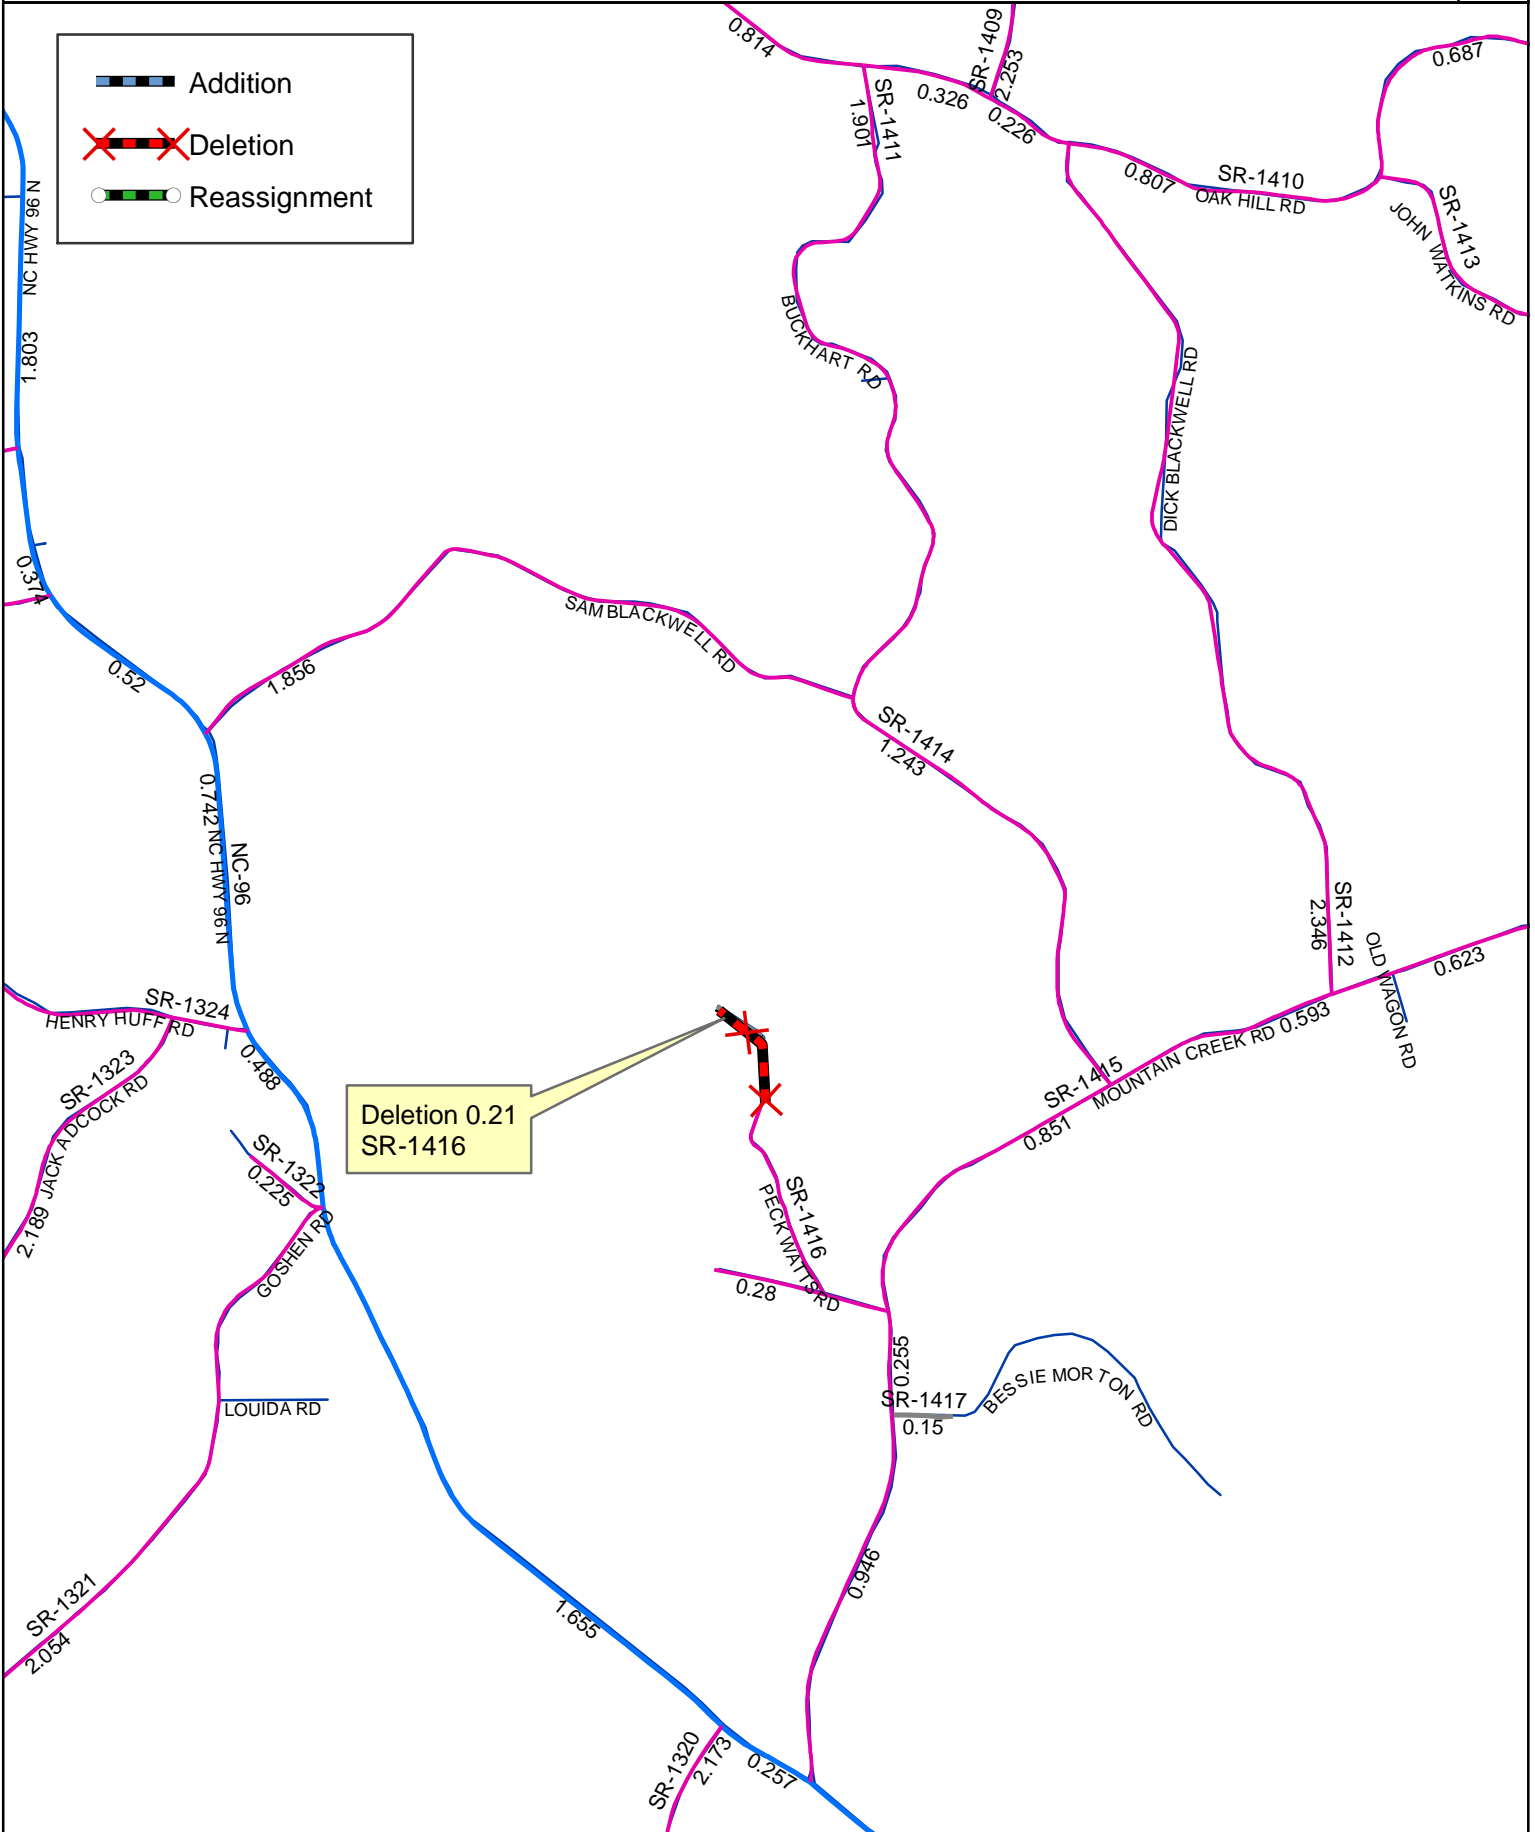 Addition
Deletion
Reassignment
0.814
SR-1409
2.253
0.687
0.326
0.226
SR-1411
1.901
0.807
SR-1410
OAK HILL RD
SR-1413
JOHN WATKINS RD
NC HWY 96 N
1.803
BUCKHART RD
DICK BLACKWELL RD
0.374
SAM BLACKWELL RD
0.52
1.856
SR-1414
1.243
0.742
NC HWY 96 N
NC-96
SR-1412
2.346
OLD WAGON RD
0.623
SR-1324
HENRY HUFF RD
0.593
MOUNTAIN CREEK RD
SR-1415
0.851
SR-1323
JACK ADCOCK RD
2.189
0.488
Deletion 0.21
SR-1416
SR-1322
0.225
GOSHEN RD
SR-1416
PECK WATTS RD
0.28
0.255
SR-1417
0.15
BESSIE MORTON RD
LOUIDA RD
0.946
SR-1321
2.054
1.655
SR-1320
2.173
0.257